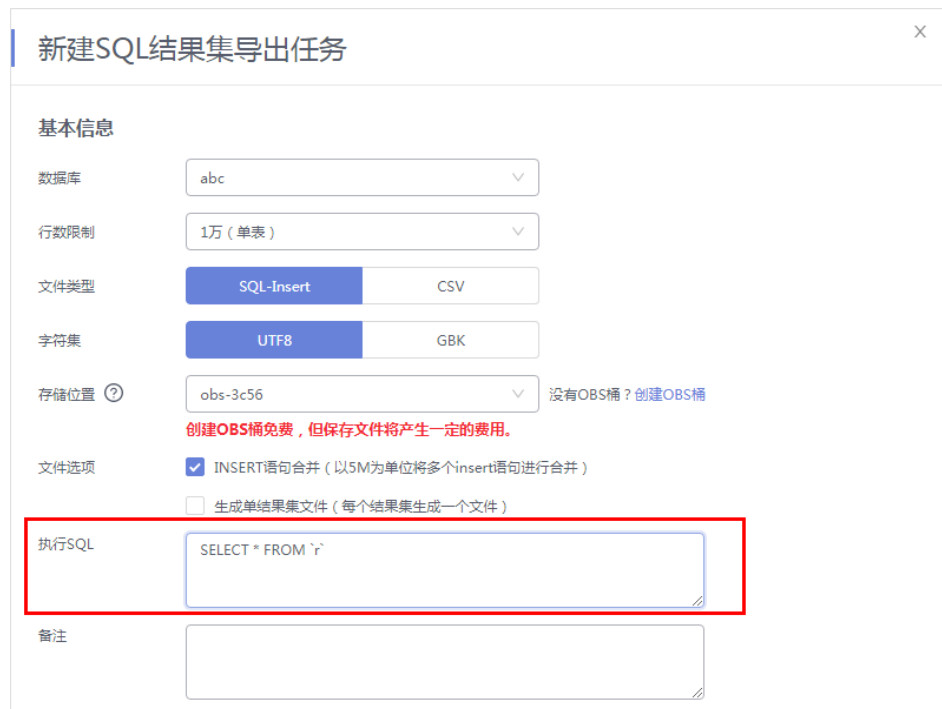 新建SQL结果集导出任务
基本信息
数据库 abc
行数限制 1万（单表）
文件类型 SQL-Insert CSV
字符集 UTF8 GBK
存储位置 ? obs-3c56 没有OBS桶？创建OBS桶
创建OBS桶免费，但保存文件将产生一定的费用。
文件选项 INSERT语句合并（以5M为单位将多个insert语句进行合并）
生成单结果集文件（每个结果集生成一个文件）
执行SQL SELECT * FROM `r`
备注